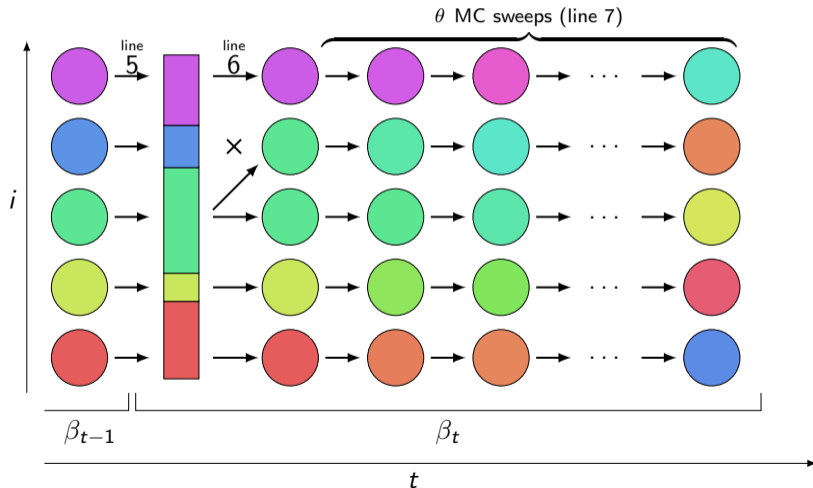 θ MC sweeps (line 7)
line
5
line
6
×
· · ·
· · ·
i
· · ·
· · ·
· · ·
β_{t−1}
β_t
t